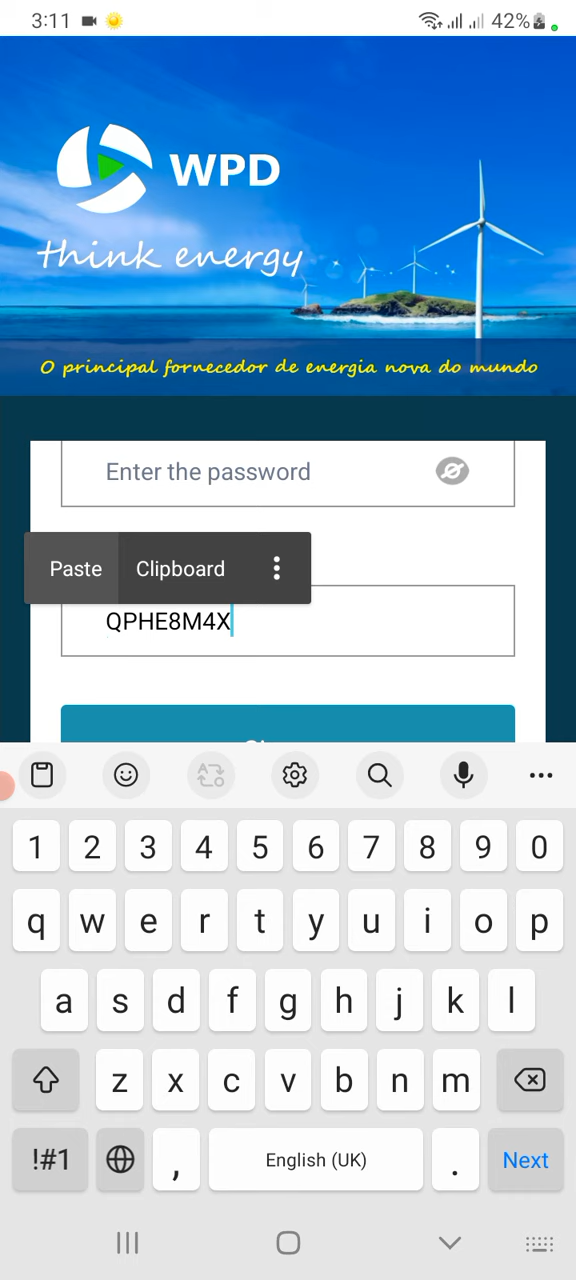 3:11
42%
WPD
think energy
O principal fornecedor de energia nova do mundo
Enter the password
Paste Clipboard
QPHE8M4X
1 2 3 4 5 6 7 8 9 0
q w e r t y u i o p
a s d f g h j k l
z x c v b n m
!#1 , English (UK) . Next